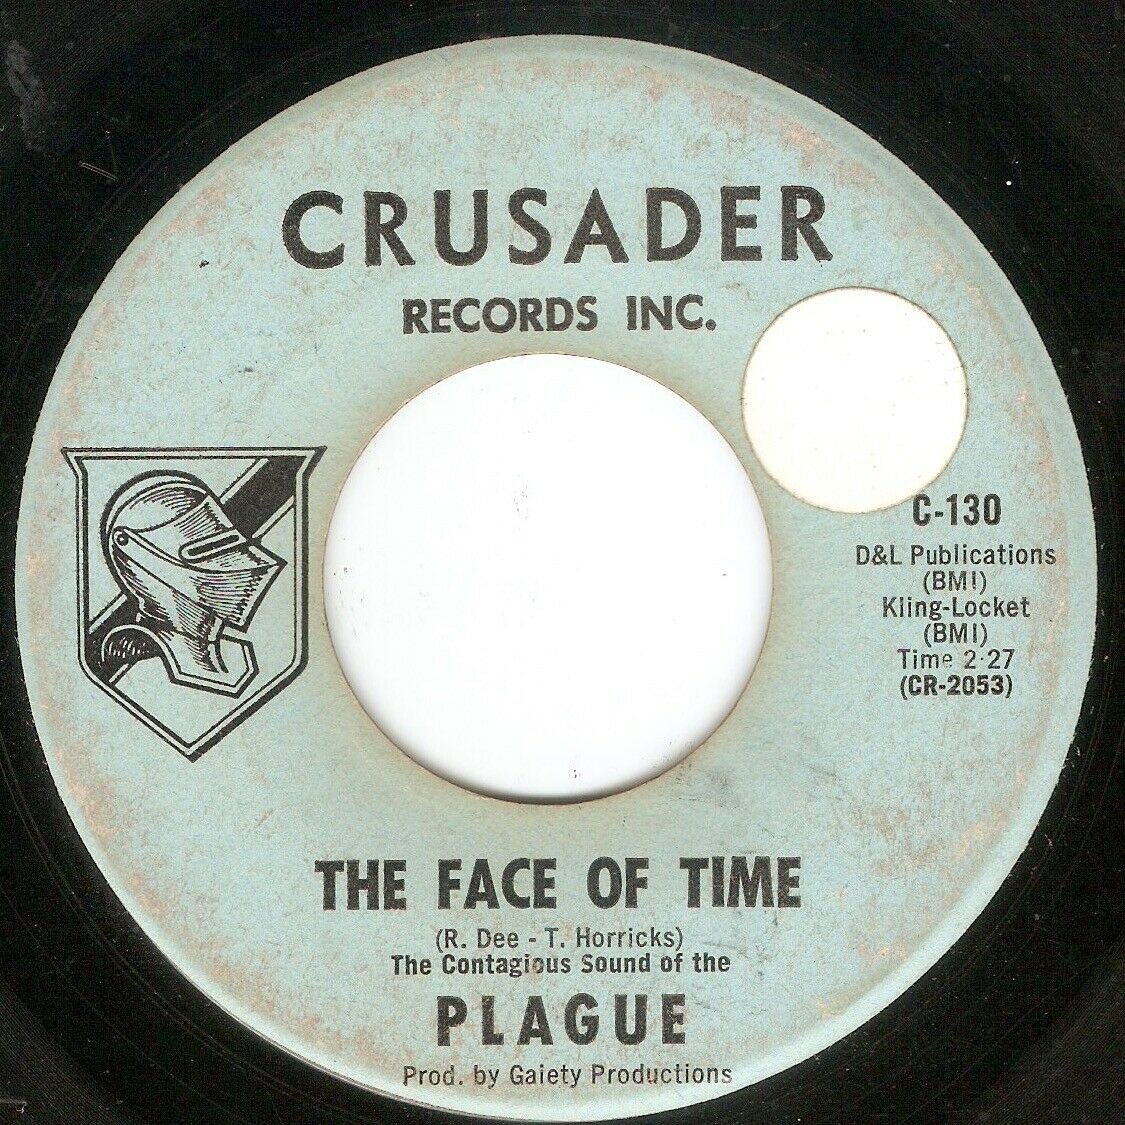 CRUSADER
RECORDS INC.
C-130
D&L Publications
(BMI)
Kling-Locket
(BMI)
Time 2:27
(CR-2053)
THE FACE OF TIME
(R. Dee - T. Horricks)
The Contagious Sound of the
PLAGUE
Prod. by Gaiety Productions